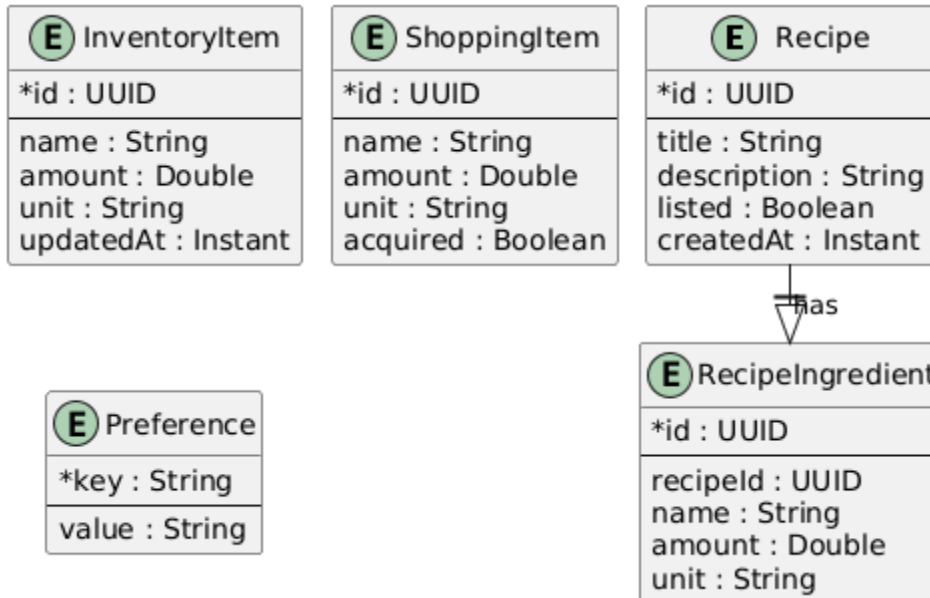 E InventoryItem
*id : UUID
name : String
amount : Double
unit : String
updatedAt : Instant
E ShoppingItem
*id : UUID
name : String
amount : Double
unit : String
acquired : Boolean
E Recipe
*id : UUID
title : String
description : String
listed : Boolean
createdAt : Instant
has
E Preference
*key : String
value : String
E RecipeIngredient
*id : UUID
recipeId : UUID
name : String
amount : Double
unit : String